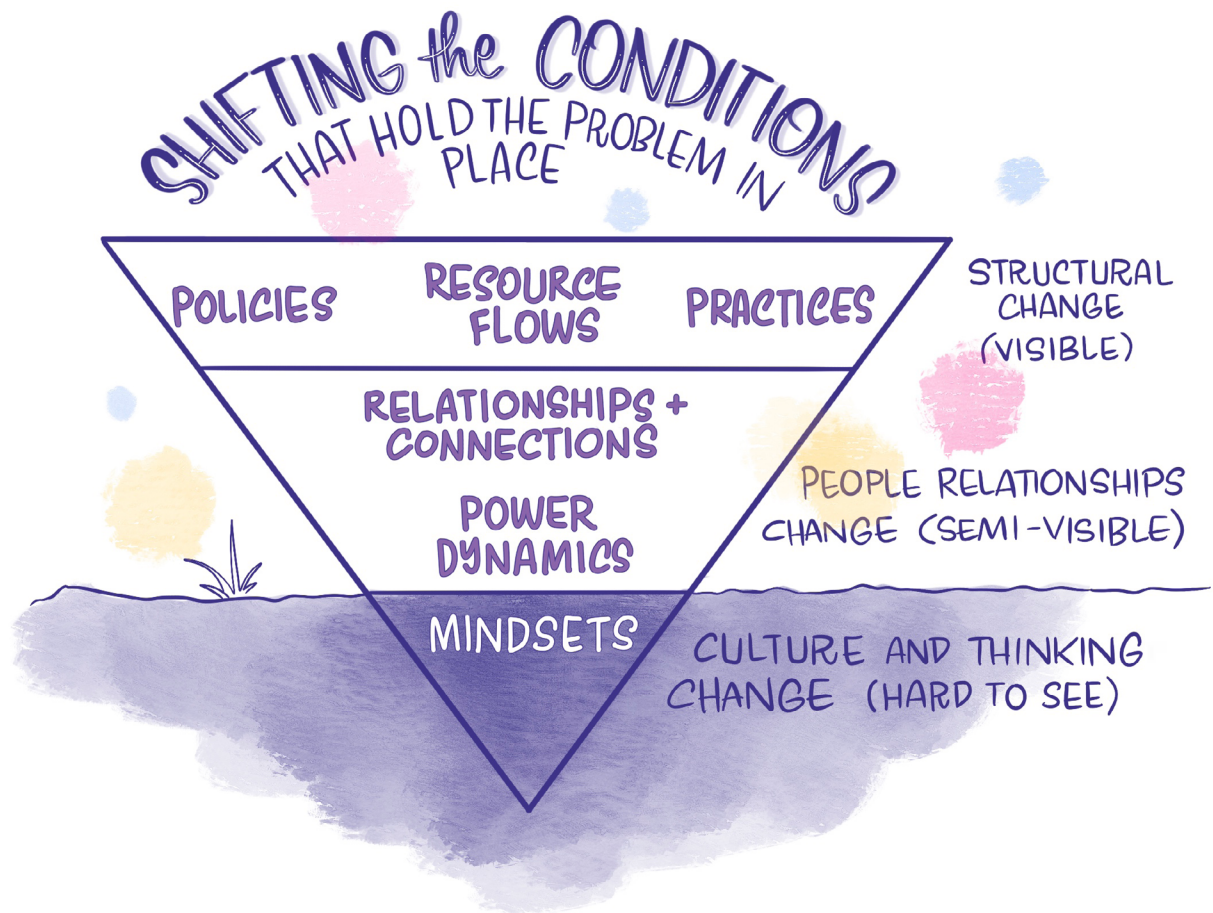 SHIFTING the CONDITIONS
THAT HOLD THE PROBLEM IN
PLACE
POLICIES
RESOURCE
FLOWS
PRACTICES
STRUCTURAL
CHANGE
(VISIBLE)
RELATIONSHIPS +
CONNECTIONS
POWER
DYNAMICS
PEOPLE RELATIONSHIPS
CHANGE (SEMI-VISIBLE)
MINDSETS
CULTURE AND THINKING
CHANGE (HARD TO SEE)